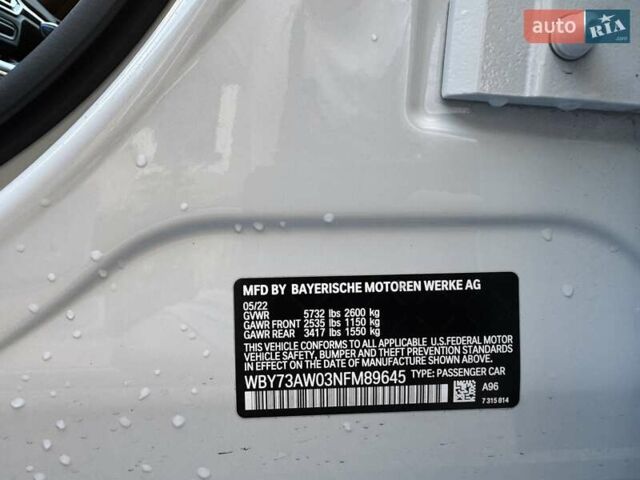 auto RIA
.com
MFD BY BAYERISCHE MOTOREN WERKE AG
05/22
GVWR 5732 lbs 2600 kg
GAWR FRONT 2535 lbs 1150 kg
GAWR REAR 3417 lbs 1550 kg
THIS VEHICLE CONFORMS TO ALL APPLICABLE U.S.FEDERAL MOTOR
VEHICLE SAFETY, BUMPER AND THEFT PREVENTION STANDARDS
IN EFFECT ON THE DATE OF MANUFACTURE SHOWN ABOVE.
WBY73AW03NFM89645 TYPE: PASSENGER CAR
A96
7 315 814